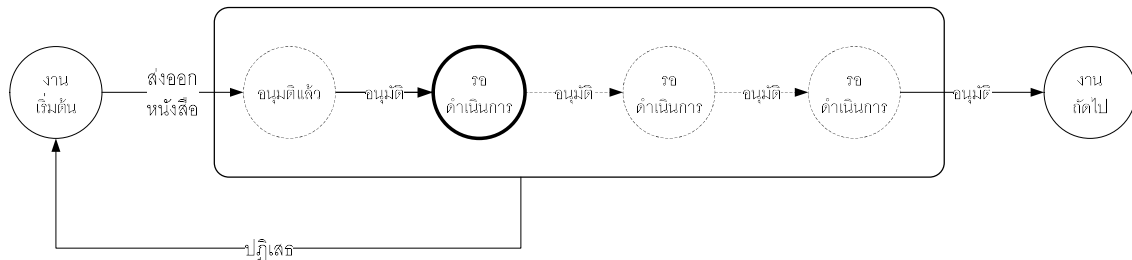 งาน
เริ่มต้น
ส่งออก
หนังสือ
อนุมติแล้ว
อนุมัติ
รอ
ดำเนินการ
อนุมัติ
รอ
ดำเนินการ
อนุมัติ
รอ
ดำเนินการ
อนุมัติ
งาน
ถัดไป
ปฏิเสธ